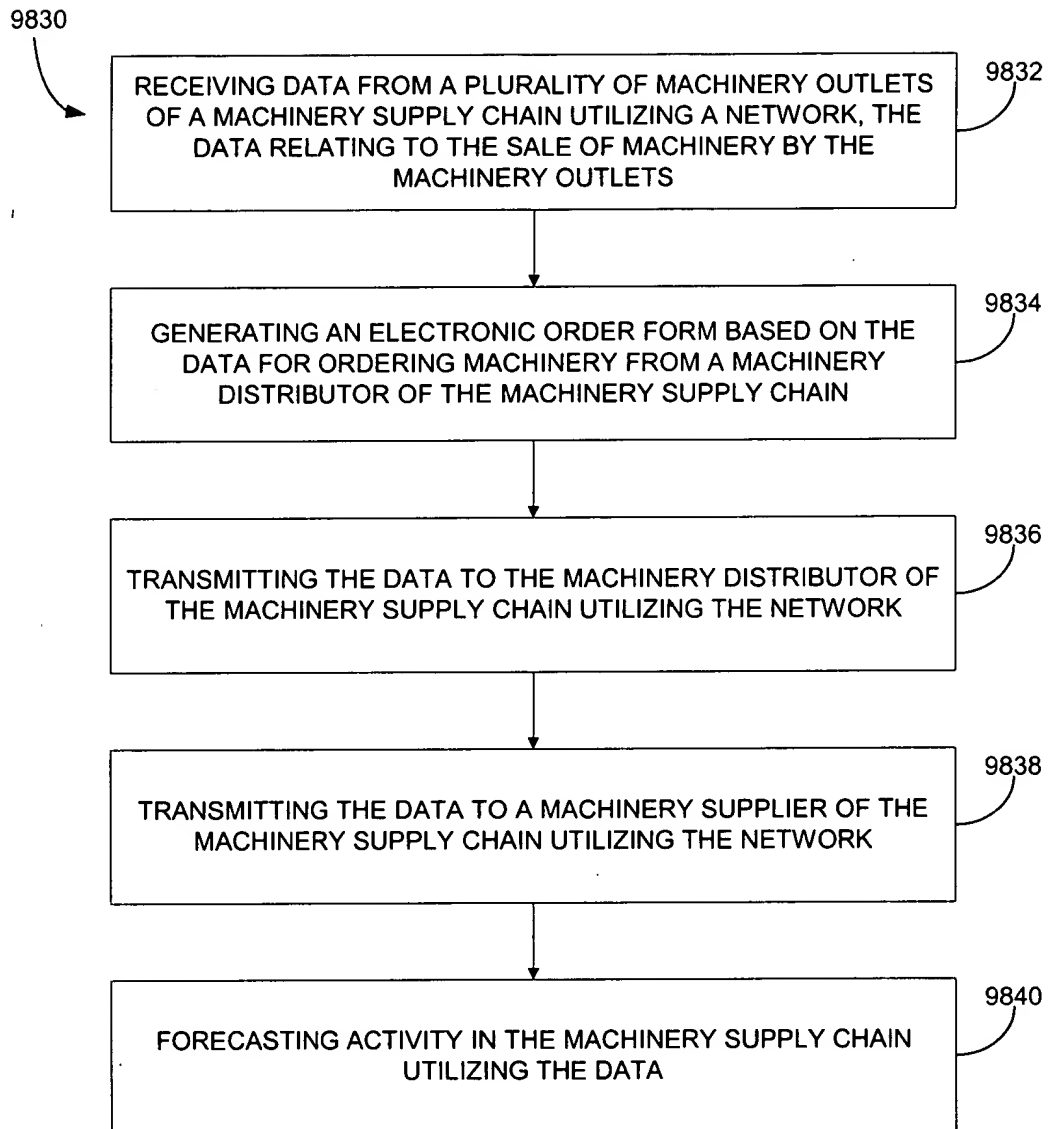 9830
9832
RECEIVING DATA FROM A PLURALITY OF MACHINERY OUTLETS
OF A MACHINERY SUPPLY CHAIN UTILIZING A NETWORK, THE
DATA RELATING TO THE SALE OF MACHINERY BY THE
MACHINERY OUTLETS
9834
GENERATING AN ELECTRONIC ORDER FORM BASED ON THE
DATA FOR ORDERING MACHINERY FROM A MACHINERY
DISTRIBUTOR OF THE MACHINERY SUPPLY CHAIN
9836
TRANSMITTING THE DATA TO THE MACHINERY DISTRIBUTOR OF
THE MACHINERY SUPPLY CHAIN UTILIZING THE NETWORK
9838
TRANSMITTING THE DATA TO A MACHINERY SUPPLIER OF THE
MACHINERY SUPPLY CHAIN UTILIZING THE NETWORK
9840
FORECASTING ACTIVITY IN THE MACHINERY SUPPLY CHAIN
UTILIZING THE DATA